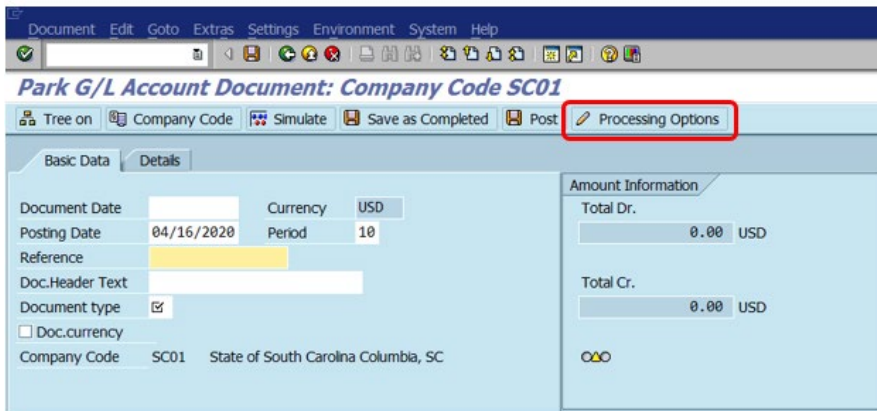 Document Edit Goto Extras Settings Environment System Help
Park G/L Account Document: Company Code SC01
Tree on Company Code Simulate Save as Completed Post Processing Options
Basic Data Details
Amount Information
Document Date Currency USD Total Dr.
Posting Date 04/16/2020 Period 10 0.00 USD
Reference
Doc.Header Text Total Cr.
Document type 0.00 USD
Doc.currency
Company Code SC01 State of South Carolina Columbia, SC